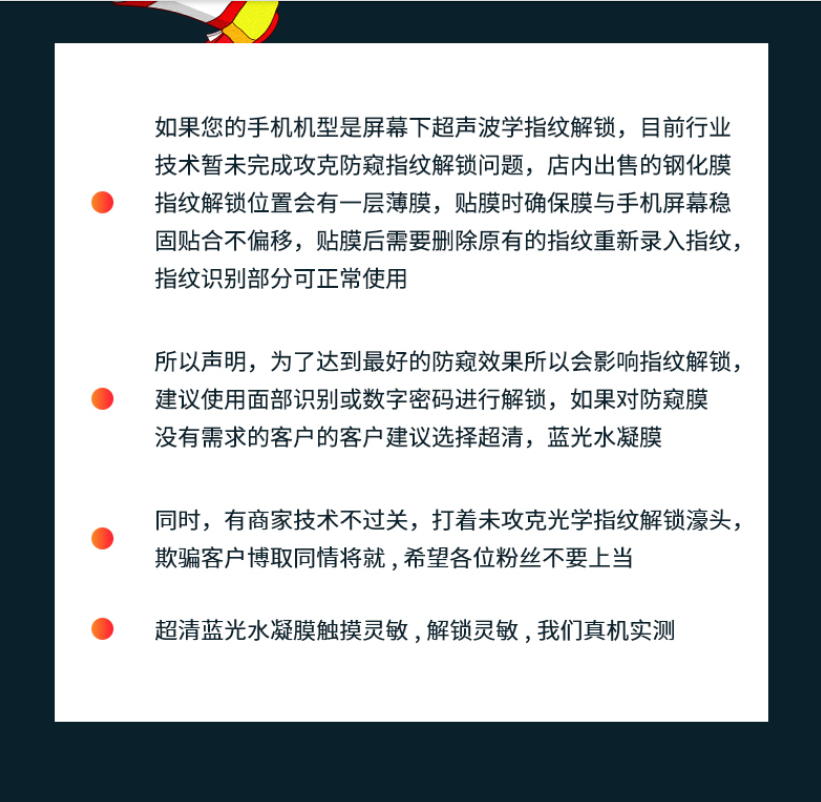 如果您的手机机型是屏幕下超声波学指纹解锁，目前行业
技术暂未完成攻克防窥指纹解锁问题，店内出售的钢化膜
指纹解锁位置会有一层薄膜，贴膜时确保膜与手机屏幕稳
固贴合不偏移，贴膜后需要删除原有的指纹重新录入指纹，
指纹识别部分可正常使用
所以声明，为了达到最好的防窥效果所以会影响指纹解锁，
建议使用面部识别或数字密码进行解锁，如果对防窥膜
没有需求的客户的客户建议选择超清，蓝光水凝膜
同时，有商家技术不过关，打着未攻克光学指纹解锁濠头，
欺骗客户博取同情将就 , 希望各位粉丝不要上当
超清蓝光水凝膜触摸灵敏 , 解锁灵敏 , 我们真机实测